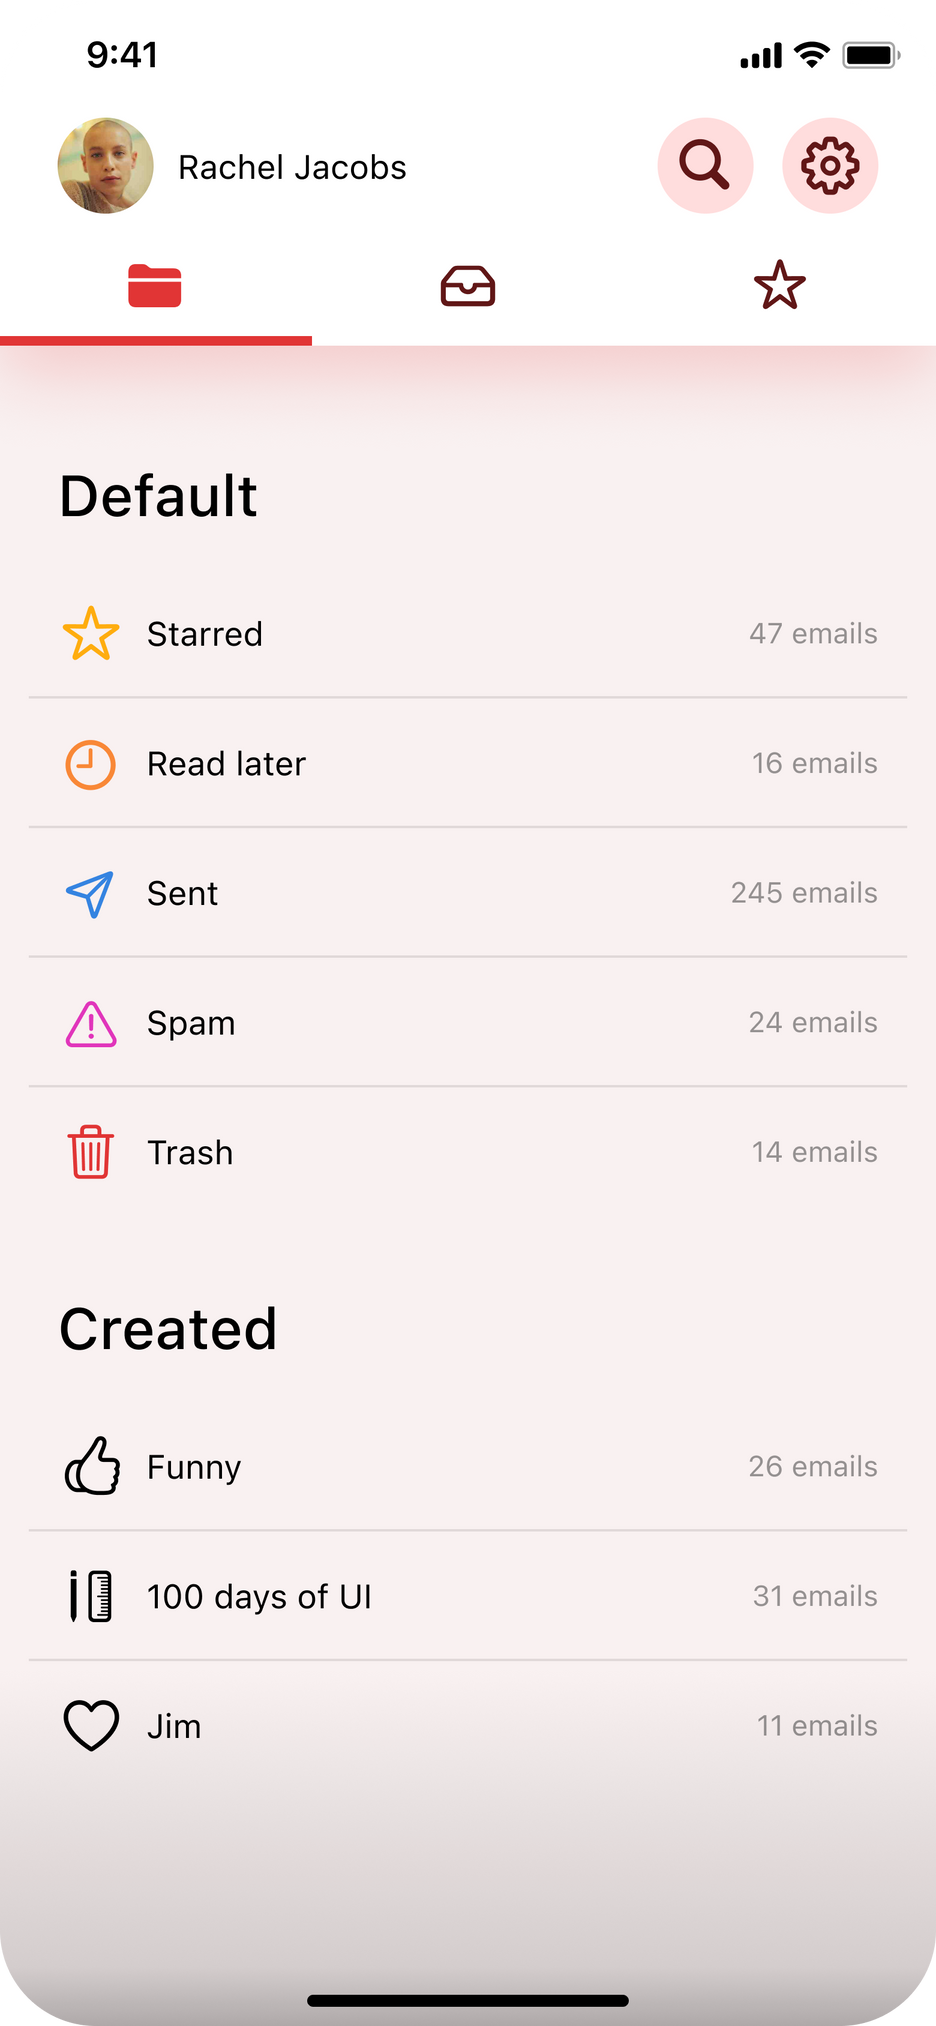 9:41
Rachel Jacobs
Default
Starred 47 emails
Read later 16 emails
Sent 245 emails
Spam 24 emails
Trash 14 emails
Created
Funny 26 emails
100 days of UI 31 emails
Jim 11 emails